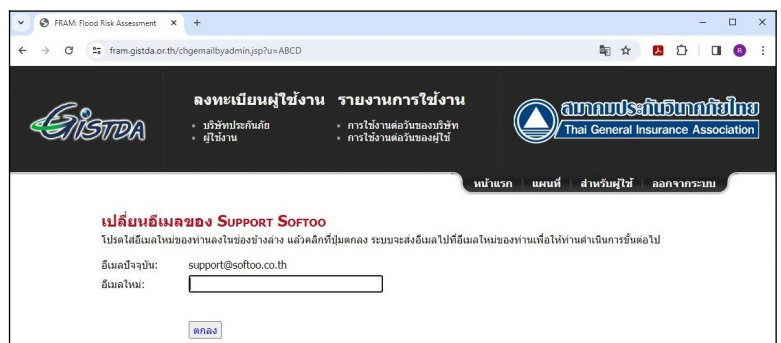 FRAM: Flood Risk Assessment
fram.gistda.or.th/chgemailbyadmin.jsp?u=ABCD
R
GISTDA
ลงทะเบียนผู้ใช้งาน รายงานการใช้งาน
บริษัทประกันภัย
ผู้ใช้งาน
การใช้งานต่อวันของบริษัท
การใช้งานต่อวันของผู้ใช้
สมาคมประกันวินาศภัยไทย
Thai General Insurance Association
หน้าแรก แผนที่ สำหรับผู้ใช้ ออกจากระบบ
เปลี่ยนอีเมลของ SUPPORT SOFTOO
โปรดใส่อีเมลใหม่ของท่านลงในช่องข้างล่าง แล้วคลิกที่ปุ่มตกลง ระบบจะส่งอีเมลไปที่อีเมลใหม่ของท่านเพื่อให้ท่านดำเนินการขั้นต่อไป
อีเมลปัจจุบัน: support@softoo.co.th
อีเมลใหม่:
ตกลง